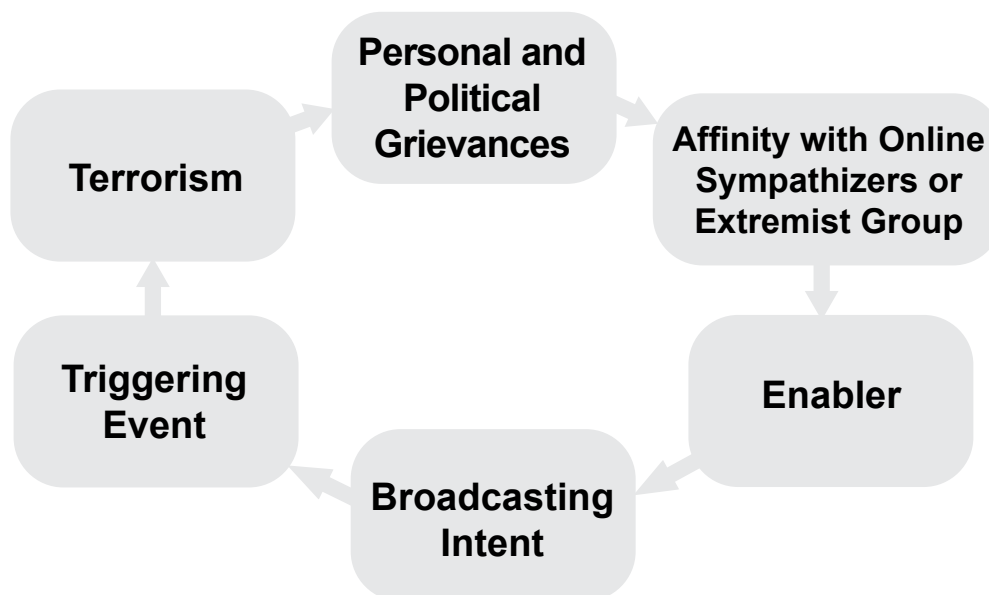 Personal and
Political
Grievances
Affinity with Online
Sympathizers or
Extremist Group
Enabler
Broadcasting
Intent
Triggering
Event
Terrorism